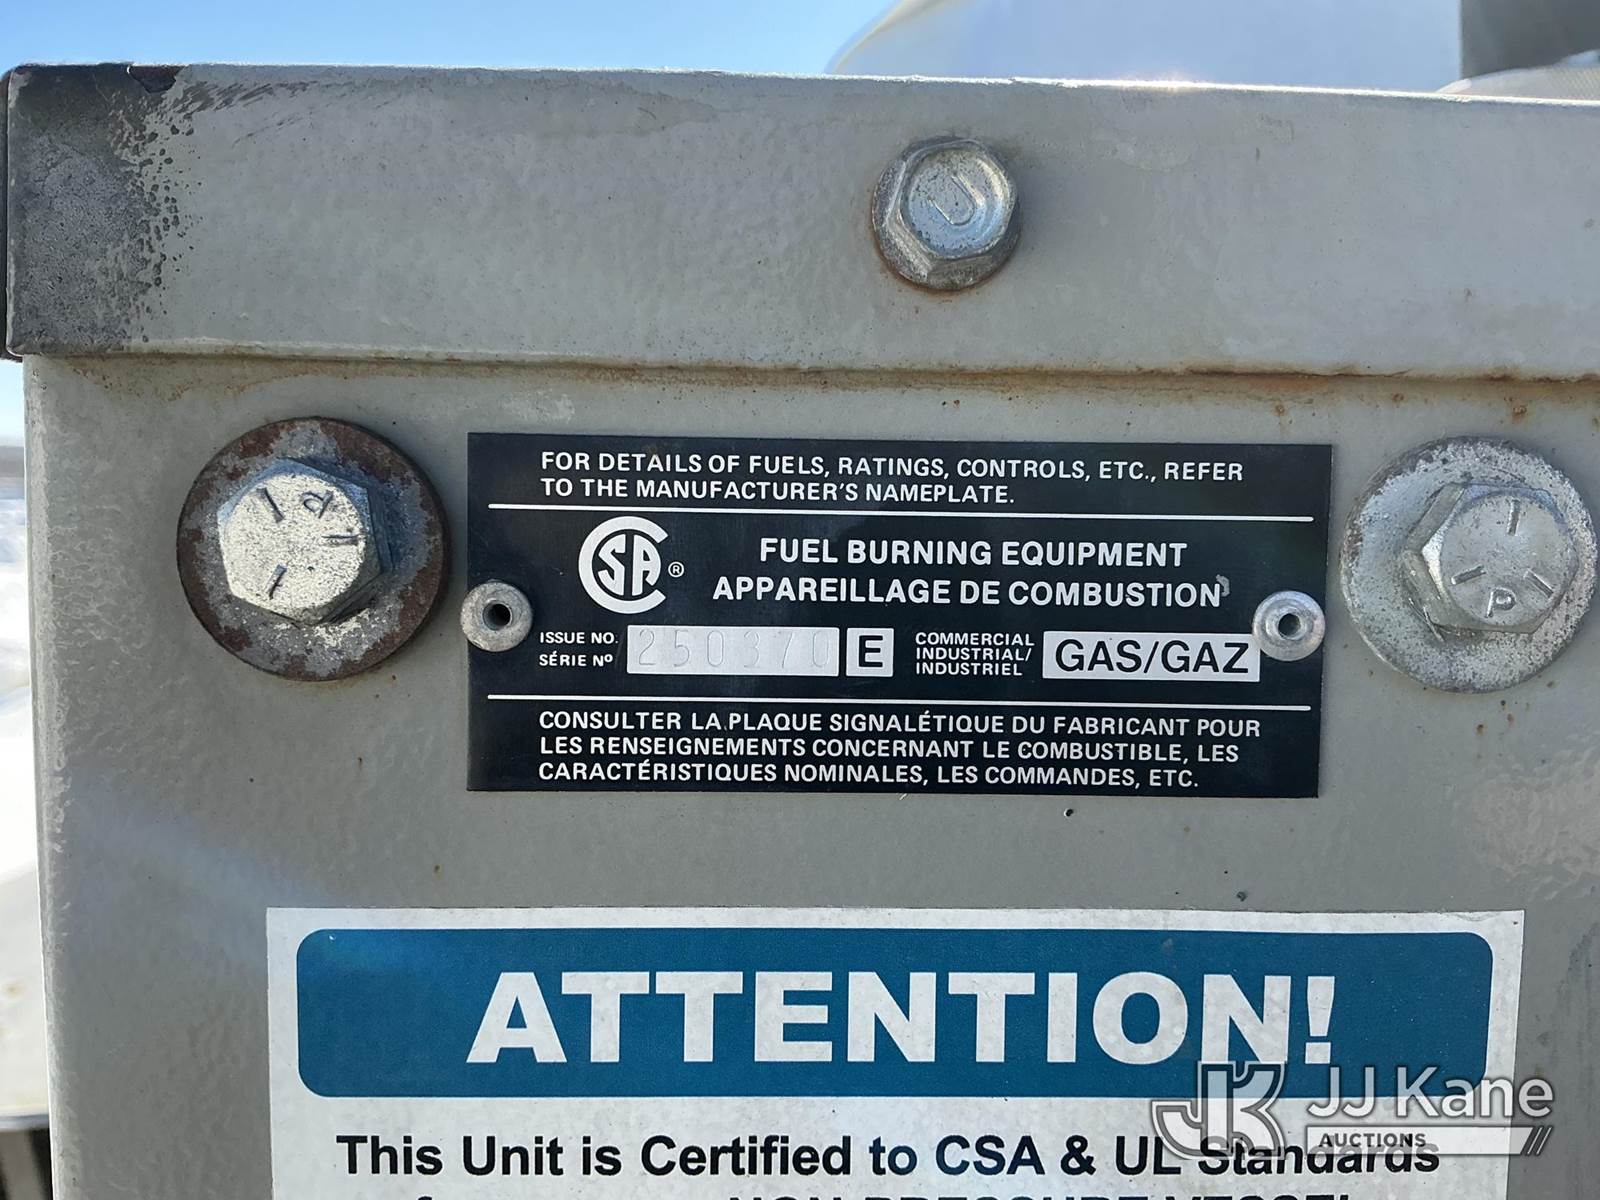 FOR DETAILS OF FUELS, RATINGS, CONTROLS, ETC., REFER
TO THE MANUFACTURER'S NAMEPLATE.
CSA®
FUEL BURNING EQUIPMENT
APPAREILLAGE DE COMBUSTION
ISSUE NO.
SÉRIE Nº
250370
E
COMMERCIAL
INDUSTRIAL/
INDUSTRIEL
GAS/GAZ
CONSULTER LA PLAQUE SIGNALÉTIQUE DU FABRICANT POUR
LES RENSEIGNEMENTS CONCERNANT LE COMBUSTIBLE, LES
CARACTÉRISTIQUES NOMINALES, LES COMMANDES, ETC.
ATTENTION!
This Unit is Certified to CSA & UL Standards
JK JJ Kane
AUCTIONS